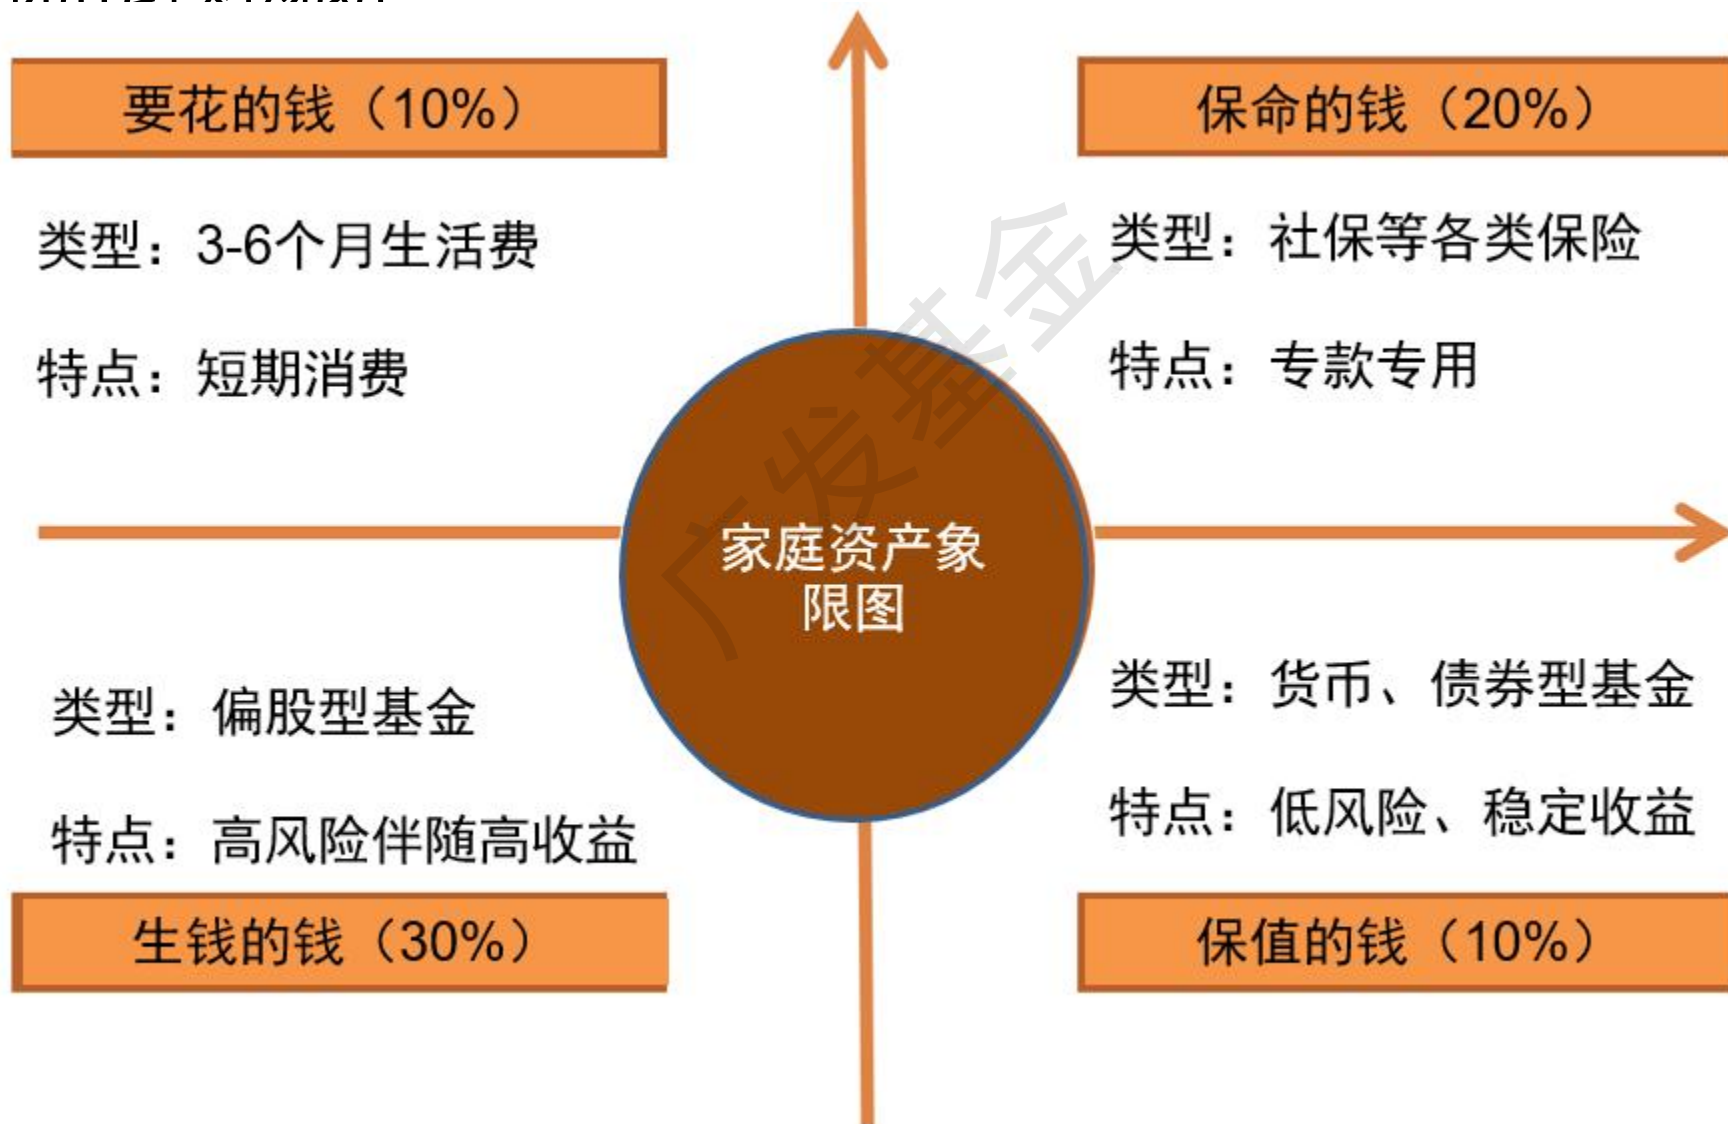 要花的钱（10%）
类型：3-6个月生活费
特点：短期消费
保命的钱（20%）
类型：社保等各类保险
特点：专款专用
家庭资产象
限图
广发基金
类型：偏股型基金
特点：高风险伴随高收益
生钱的钱（30%）
类型：货币、债券型基金
特点：低风险、稳定收益
保值的钱（10%）